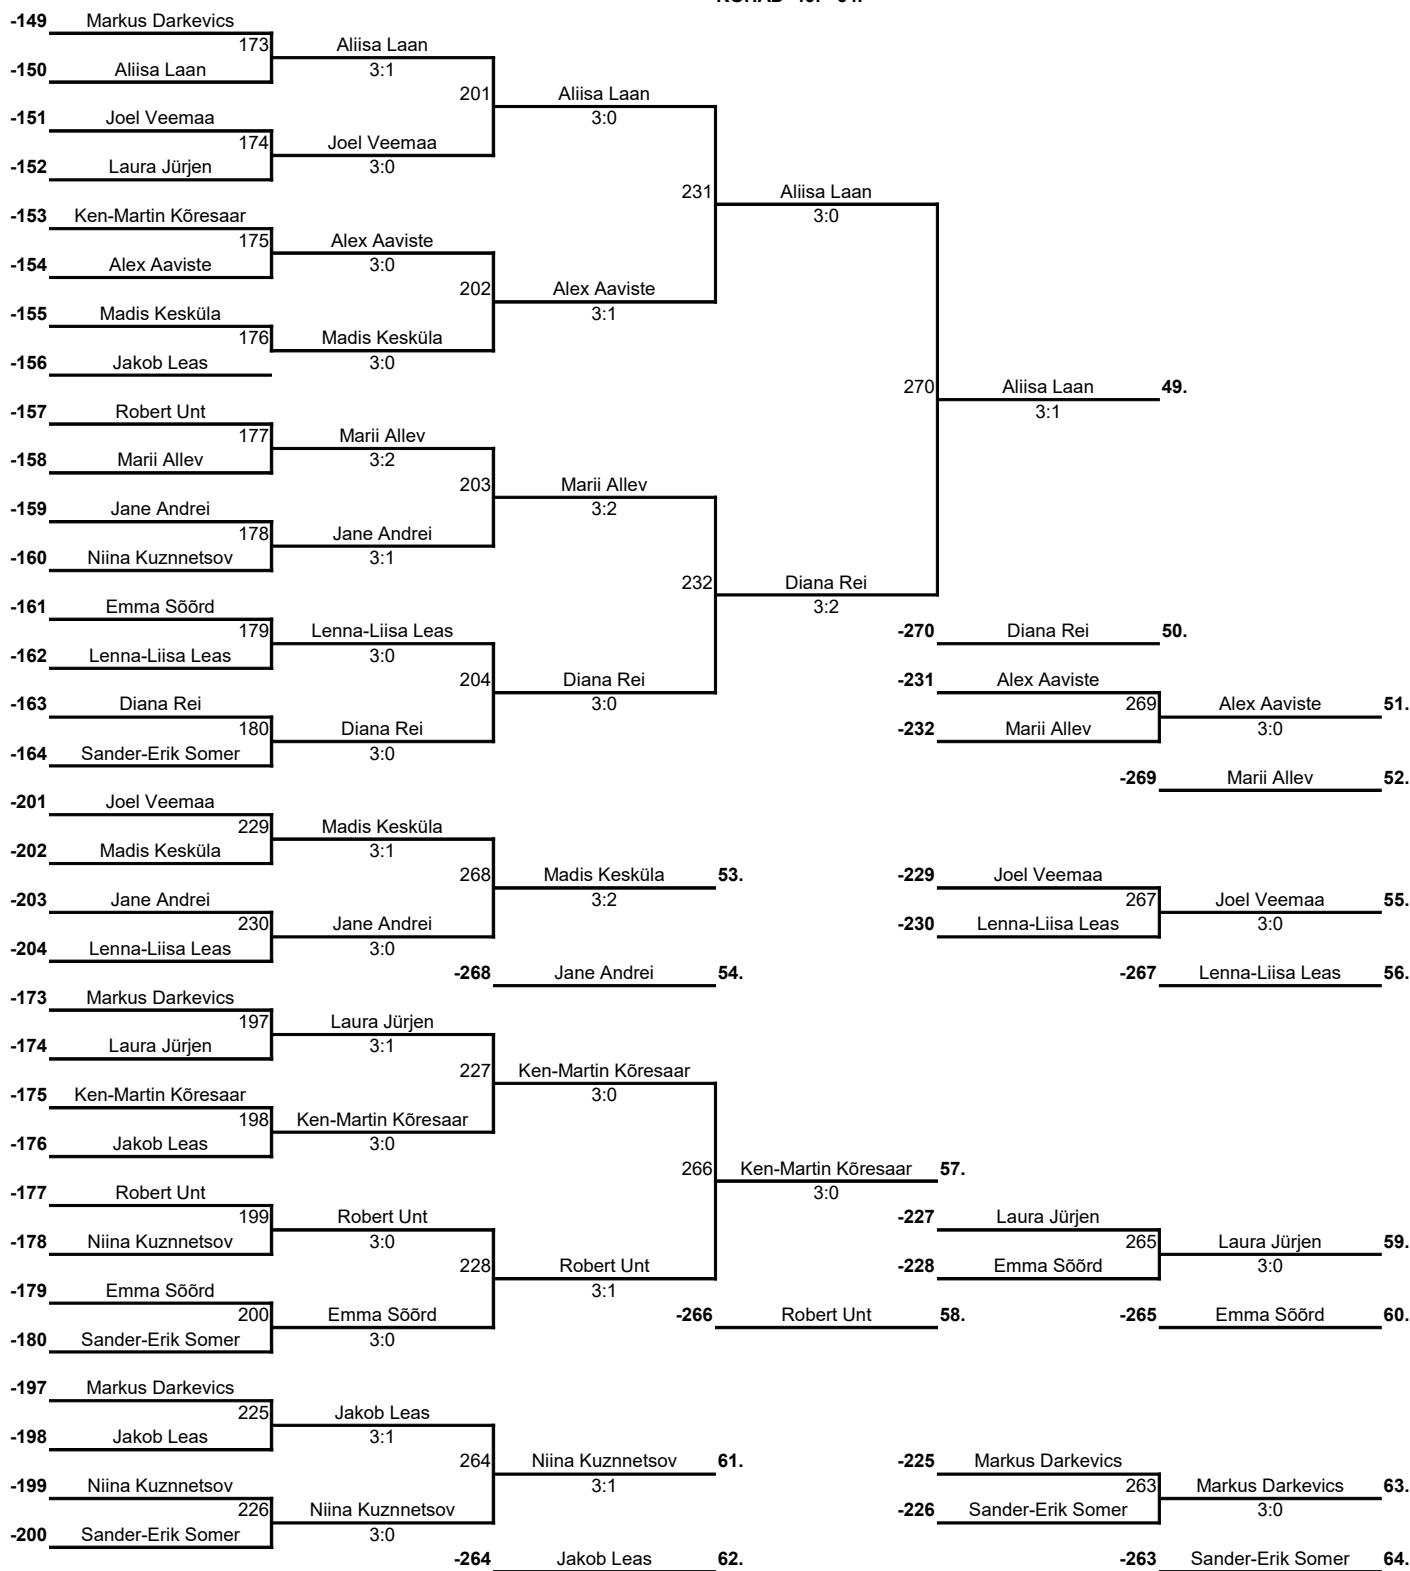 -149 Markus Darkevics
173 Aliisa Laan
-150 Aliisa Laan 3:1
201 Aliisa Laan
-151 Joel Veemaa 3:0
174 Joel Veemaa
-152 Laura Jürjen 3:0
231 Aliisa Laan
-153 Ken-Martin Kõresaar 3:0
175 Alex Aaviste
-154 Alex Aaviste 3:0
202 Alex Aaviste
-155 Madis Kesküla 3:1
176 Madis Kesküla
-156 Jakob Leas 3:0
270 Aliisa Laan 49.
-157 Robert Unt 3:1
177 Marii Allev
-158 Marii Allev 3:2
203 Marii Allev
-159 Jane Andrei 3:2
178 Jane Andrei
-160 Niina Kuznnetsov 3:1
232 Diana Rei
-161 Emma Sõõrd 3:2
179 Lenna-Liisa Leas -270 Diana Rei 50.
-162 Lenna-Liisa Leas 3:0
204 Diana Rei -231 Alex Aaviste
-163 Diana Rei 3:0 269 Alex Aaviste 51.
180 Diana Rei -232 Marii Allev 3:0
-164 Sander-Erik Somer 3:0
-269 Marii Allev 52.
-201 Joel Veemaa
229 Madis Kesküla
-202 Madis Kesküla 3:1
268 Madis Kesküla 53. -229 Joel Veemaa
-203 Jane Andrei 3:2 267 Joel Veemaa 55.
230 Jane Andrei -230 Lenna-Liisa Leas 3:0
-204 Lenna-Liisa Leas 3:0
-268 Jane Andrei 54. -267 Lenna-Liisa Leas 56.
-173 Markus Darkevics
197 Laura Jürjen
-174 Laura Jürjen 3:1
227 Ken-Martin Kõresaar
-175 Ken-Martin Kõresaar 3:0
198 Ken-Martin Kõresaar
-176 Jakob Leas 3:0
266 Ken-Martin Kõresaar 57.
-177 Robert Unt 3:0
199 Robert Unt -227 Laura Jürjen
-178 Niina Kuznnetsov 3:0 265 Laura Jürjen 59.
228 Robert Unt -228 Emma Sõõrd 3:0
-179 Emma Sõõrd 3:1
200 Emma Sõõrd -266 Robert Unt 58. -265 Emma Sõõrd 60.
-180 Sander-Erik Somer 3:0
-197 Markus Darkevics
225 Jakob Leas
-198 Jakob Leas 3:1
264 Niina Kuznnetsov 61. -225 Markus Darkevics
-199 Niina Kuznnetsov 3:1 263 Markus Darkevics 63.
226 Niina Kuznnetsov -226 Sander-Erik Somer 3:0
-200 Sander-Erik Somer 3:0
-264 Jakob Leas 62. -263 Sander-Erik Somer 64.